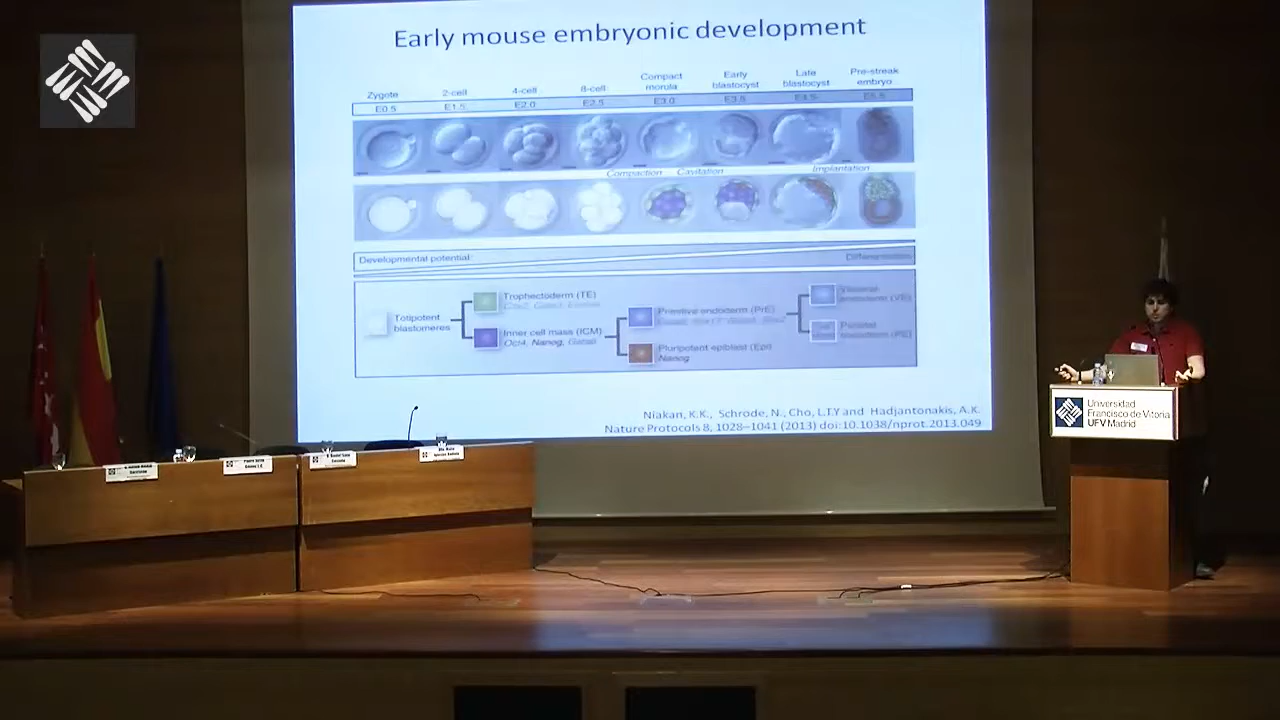 Early mouse embryonic development
Zygote
2-cell
4-cell
8-cell
Compact
morula
Early
blastocyst
Late
blastocyst
Pre-streak
embryo
E0.5
E1.5
E2.0
E2.5
E3.0
E3.5
E4.5
E5.5
Compaction
Cavitation
Implantation
Developmental potential
Differentiation
Totipotent
blastomeres
Trophectoderm (TE)
Inner cell mass (ICM)
Oct4, Nanog, Gata6
Primitive endoderm (PrE)
Pluripotent epiblast (Epi)
Nanog
Visceral
endoderm (VE)
Parietal
endoderm (PE)
Niakan, K.K., Schrode, N., Cho, L.T.Y and Hadjantonakis, A.K.
Nature Protocols 8, 1028–1041 (2013) doi:10.1038/nprot.2013.049
Universidad
Francisco de Vitoria
UFV Madrid